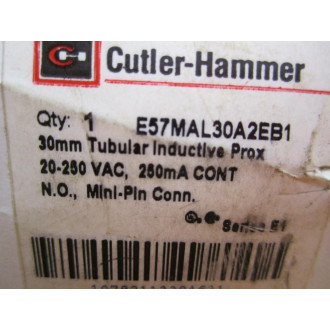 Cutler-Hammer
Qty: 1 E57MAL30A2EB1
30mm Tubular Inductive Prox
20-250 VAC, 250mA CONT
N.O., Mini-Pin Conn.
Series E1